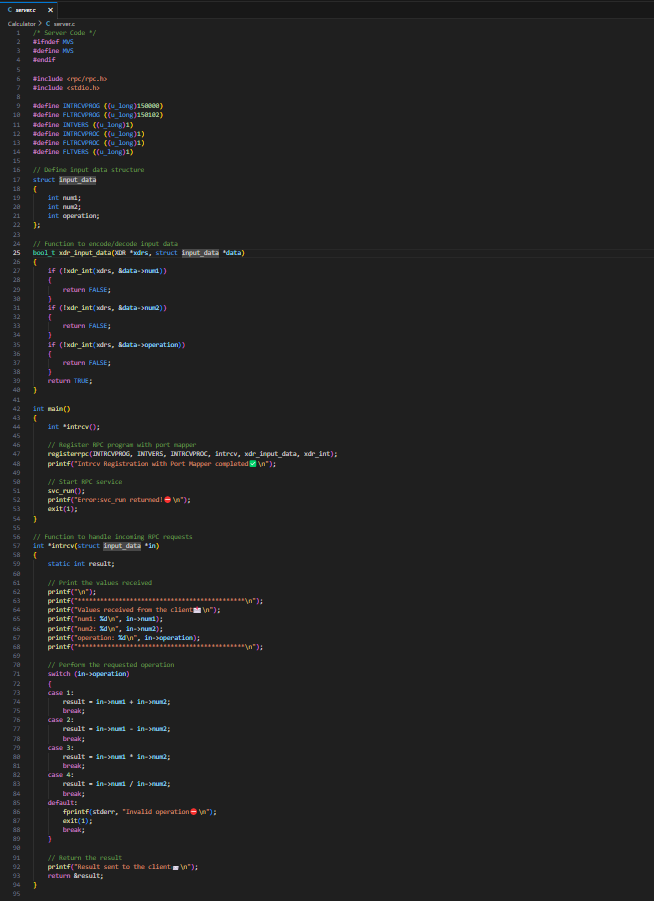 server.c
Calculator > C server.c
1 /* Server Code */
2 #ifndef MVS
3 #define MVS
4 #endif
5
6 #include <rpc/rpc.h>
7 #include <stdio.h>
8
9 #define INTRCVPROG ((u_long)150000)
10 #define FLTRCVPROG ((u_long)150102)
11 #define INTVERS ((u_long)1)
12 #define INTRCVPROC ((u_long)1)
13 #define FLTRCVPROC ((u_long)1)
14 #define FLTVERS ((u_long)1)
15
16 // Define input data structure
17 struct input_data
18 {
19 int num1;
20 int num2;
21 int operation;
22 };
23
24 // Function to encode/decode input data
25 bool_t xdr_input_data(XDR *xdrs, struct input_data *data)
26 {
27 if (!xdr_int(xdrs, &data->num1))
28 {
29 return FALSE;
30 }
31 if (!xdr_int(xdrs, &data->num2))
32 {
33 return FALSE;
34 }
35 if (!xdr_int(xdrs, &data->operation))
36 {
37 return FALSE;
38 }
39 return TRUE;
40 }
41
42 int main()
43 {
44 int *intrcv();
45
46 // Register RPC program with port mapper
47 registerrpc(INTRCVPROG, INTVERS, INTRCVPROC, intrcv, xdr_input_data, xdr_int);
48 printf("Intrcv Registration with Port Mapper completed✅\n");
49
50 // Start RPC service
51 svc_run();
52 printf("Error:svc_run returned!⛔\n");
53 exit(1);
54 }
55
56 // Function to handle incoming RPC requests
57 int *intrcv(struct input_data *in)
58 {
59 static int result;
60
61 // Print the values received
62 printf("\n");
63 printf("*******************************************\n");
64 printf("Values received from the client📩\n");
65 printf("num1: %d\n", in->num1);
66 printf("num2: %d\n", in->num2);
67 printf("operation: %d\n", in->operation);
68 printf("*******************************************\n");
69
70 // Perform the requested operation
71 switch (in->operation)
72 {
73 case 1:
74 result = in->num1 + in->num2;
75 break;
76 case 2:
77 result = in->num1 - in->num2;
78 break;
79 case 3:
80 result = in->num1 * in->num2;
81 break;
82 case 4:
83 result = in->num1 / in->num2;
84 break;
85 default:
86 fprintf(stderr, "Invalid operation⛔\n");
87 exit(1);
88 break;
89 }
90
91 // Return the result
92 printf("Result sent to the client📨\n");
93 return &result;
94 }
95